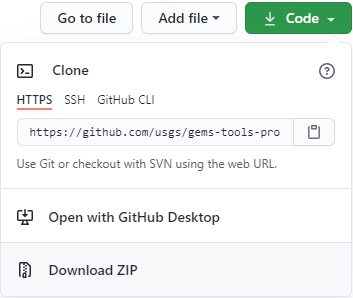 Go to file Add file Code
Clone
HTTPS SSH GitHub CLI
https://github.com/usgs/gems-tools-pro
Use Git or checkout with SVN using the web URL.
Open with GitHub Desktop
Download ZIP